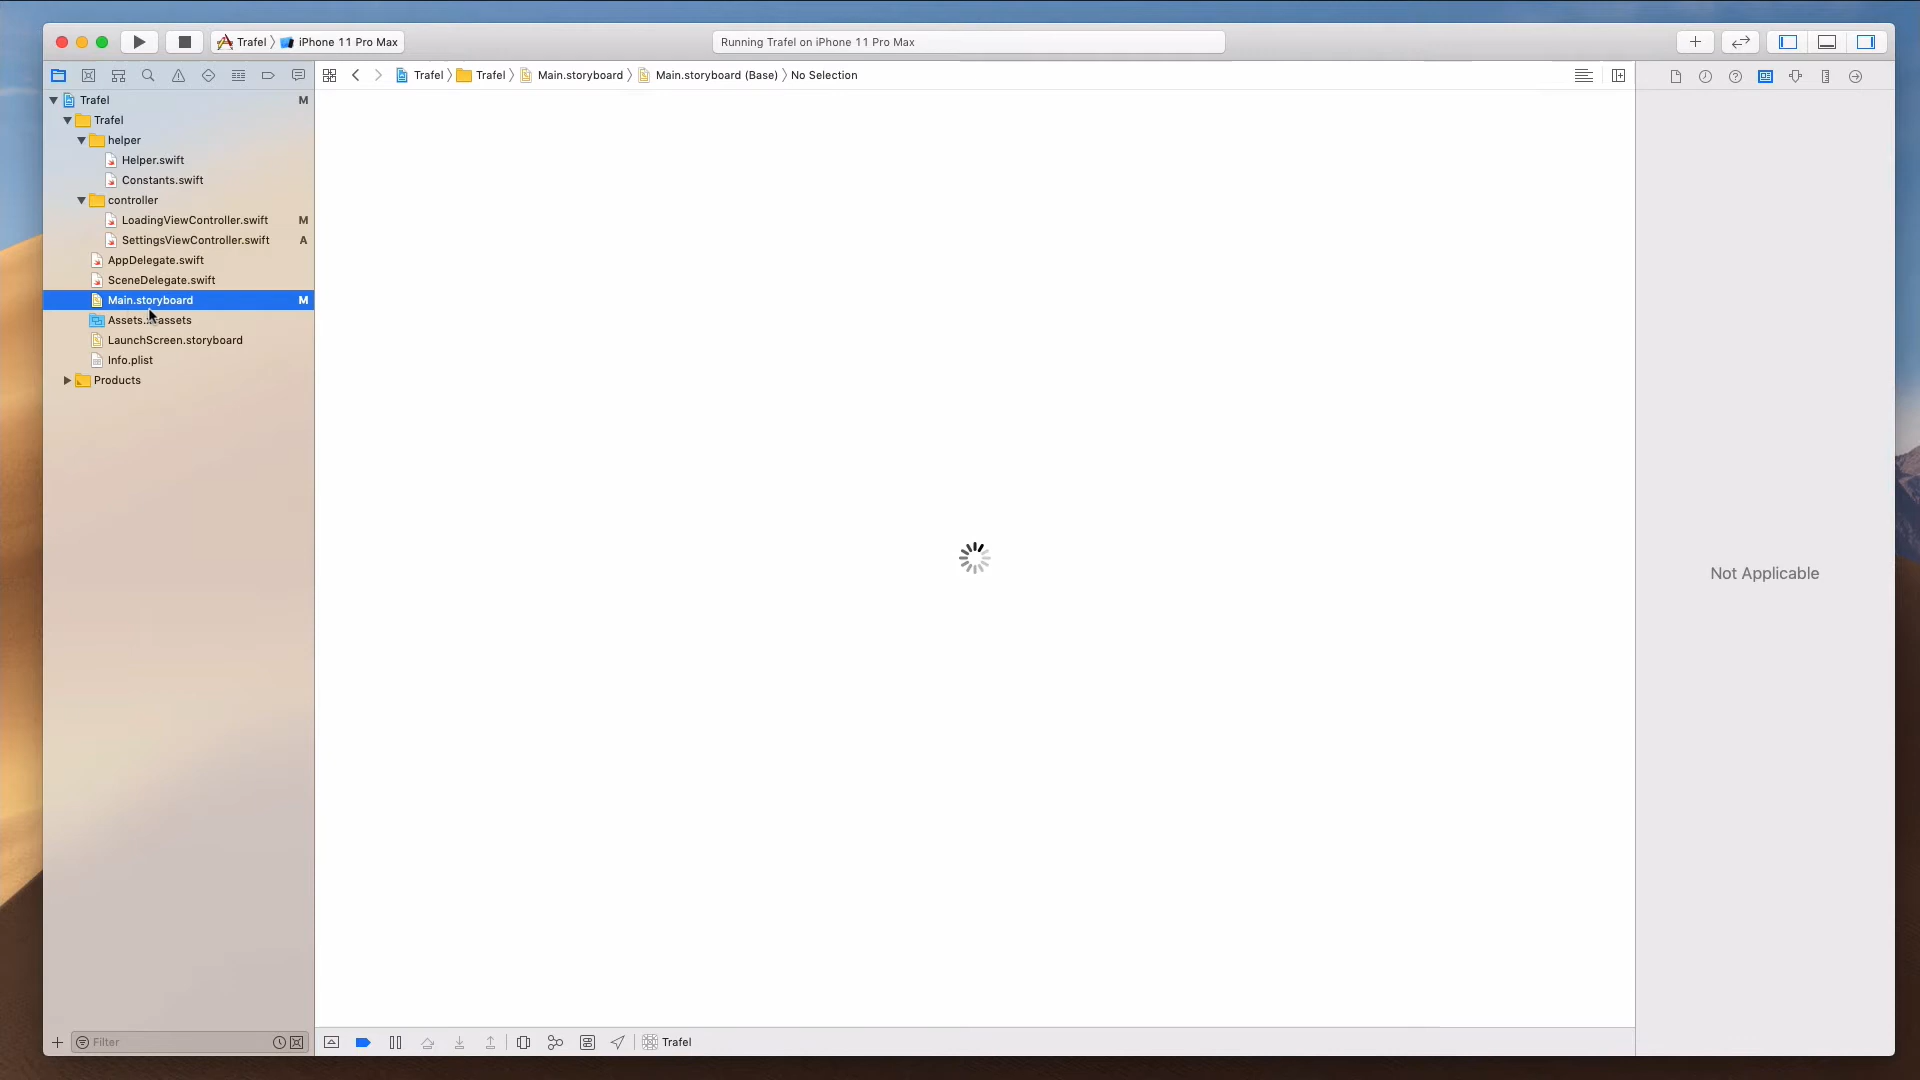 Trafel
iPhone 11 Pro Max
Running Trafel on iPhone 11 Pro Max
Trafel
Trafel
Main.storyboard
Main.storyboard (Base)
No Selection
Trafel M
Trafel
helper
Helper.swift
Constants.swift
controller
LoadingViewController.swift M
SettingsViewController.swift A
AppDelegate.swift
SceneDelegate.swift
Main.storyboard M
Assets. assets
LaunchScreen.storyboard
Info.plist
Products
Not Applicable
Filter
Trafel